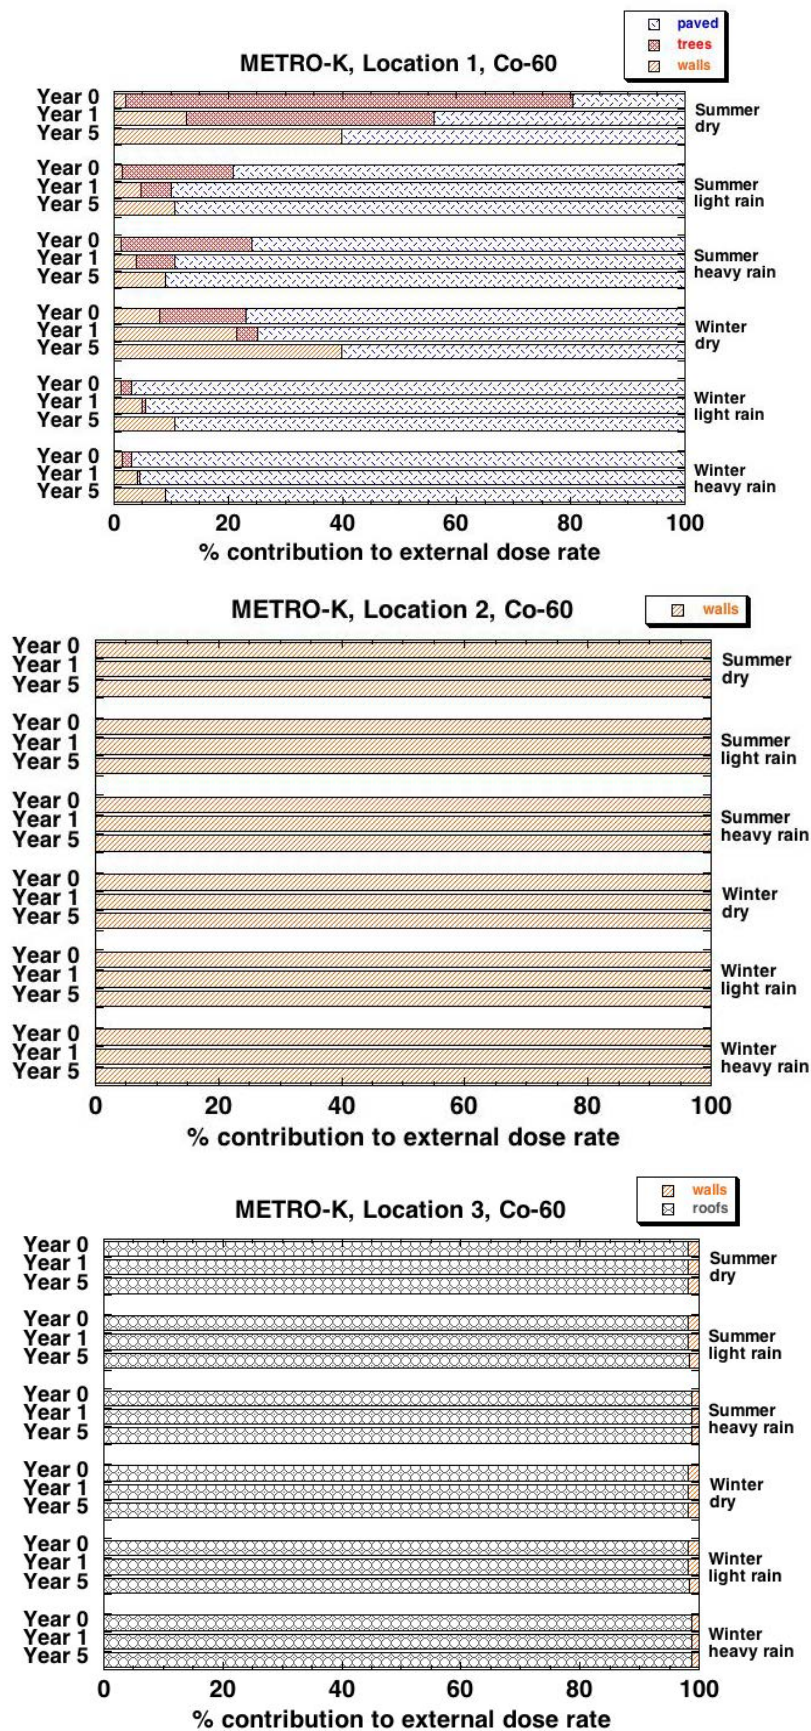 paved
trees
walls
METRO-K, Location 1, Co-60
Year 0
Year 1
Year 5
Summer
dry
Year 0
Year 1
Year 5
Summer
light rain
Year 0
Year 1
Year 5
Summer
heavy rain
Year 0
Year 1
Year 5
Winter
dry
Year 0
Year 1
Year 5
Winter
light rain
Year 0
Year 1
Year 5
Winter
heavy rain
0 20 40 60 80 100
% contribution to external dose rate
METRO-K, Location 2, Co-60
walls
Year 0
Year 1
Year 5
Summer
dry
Year 0
Year 1
Year 5
Summer
light rain
Year 0
Year 1
Year 5
Summer
heavy rain
Year 0
Year 1
Year 5
Winter
dry
Year 0
Year 1
Year 5
Winter
light rain
Year 0
Year 1
Year 5
Winter
heavy rain
0 20 40 60 80 100
% contribution to external dose rate
METRO-K, Location 3, Co-60
walls
roofs
Year 0
Year 1
Year 5
Summer
dry
Year 0
Year 1
Year 5
Summer
light rain
Year 0
Year 1
Year 5
Summer
heavy rain
Year 0
Year 1
Year 5
Winter
dry
Year 0
Year 1
Year 5
Winter
light rain
Year 0
Year 1
Year 5
Winter
heavy rain
0 20 40 60 80 100
% contribution to external dose rate